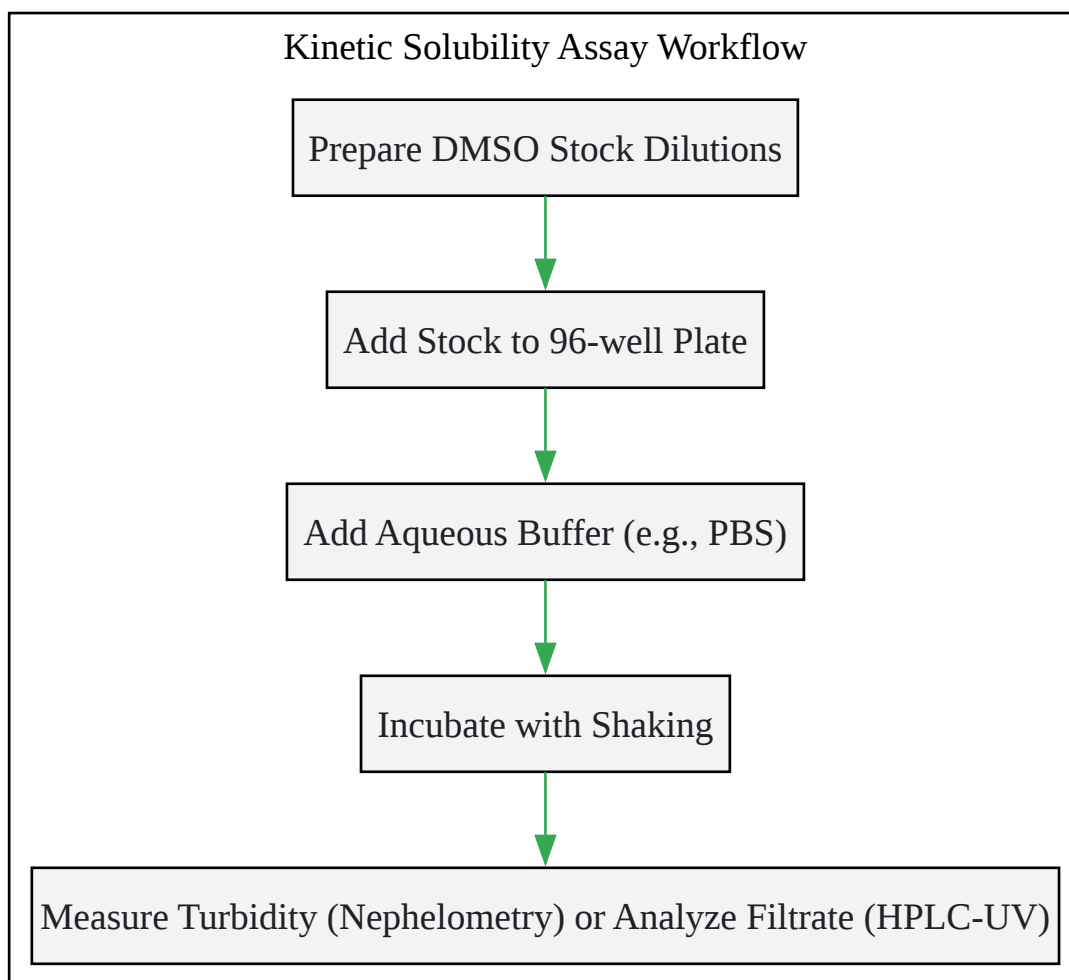 Kinetic Solubility Assay Workflow
Prepare DMSO Stock Dilutions
Add Stock to 96-well Plate
Add Aqueous Buffer (e.g., PBS)
Incubate with Shaking
Measure Turbidity (Nephelometry) or Analyze Filtrate (HPLC-UV)